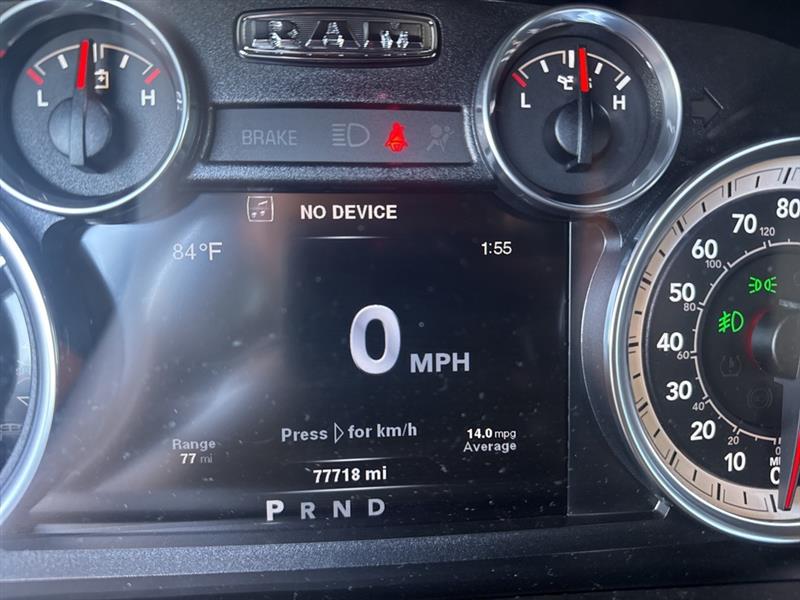 RAM
L H
L H
BRAKE
NO DEVICE
84°F 1:55
0 MPH
Press ▷ for km/h
Range
77 mi
14.0 mpg
Average
77718 mi
P R N D
80
70
120
60
100
50
80
40
60
30
40
20
20
10
0